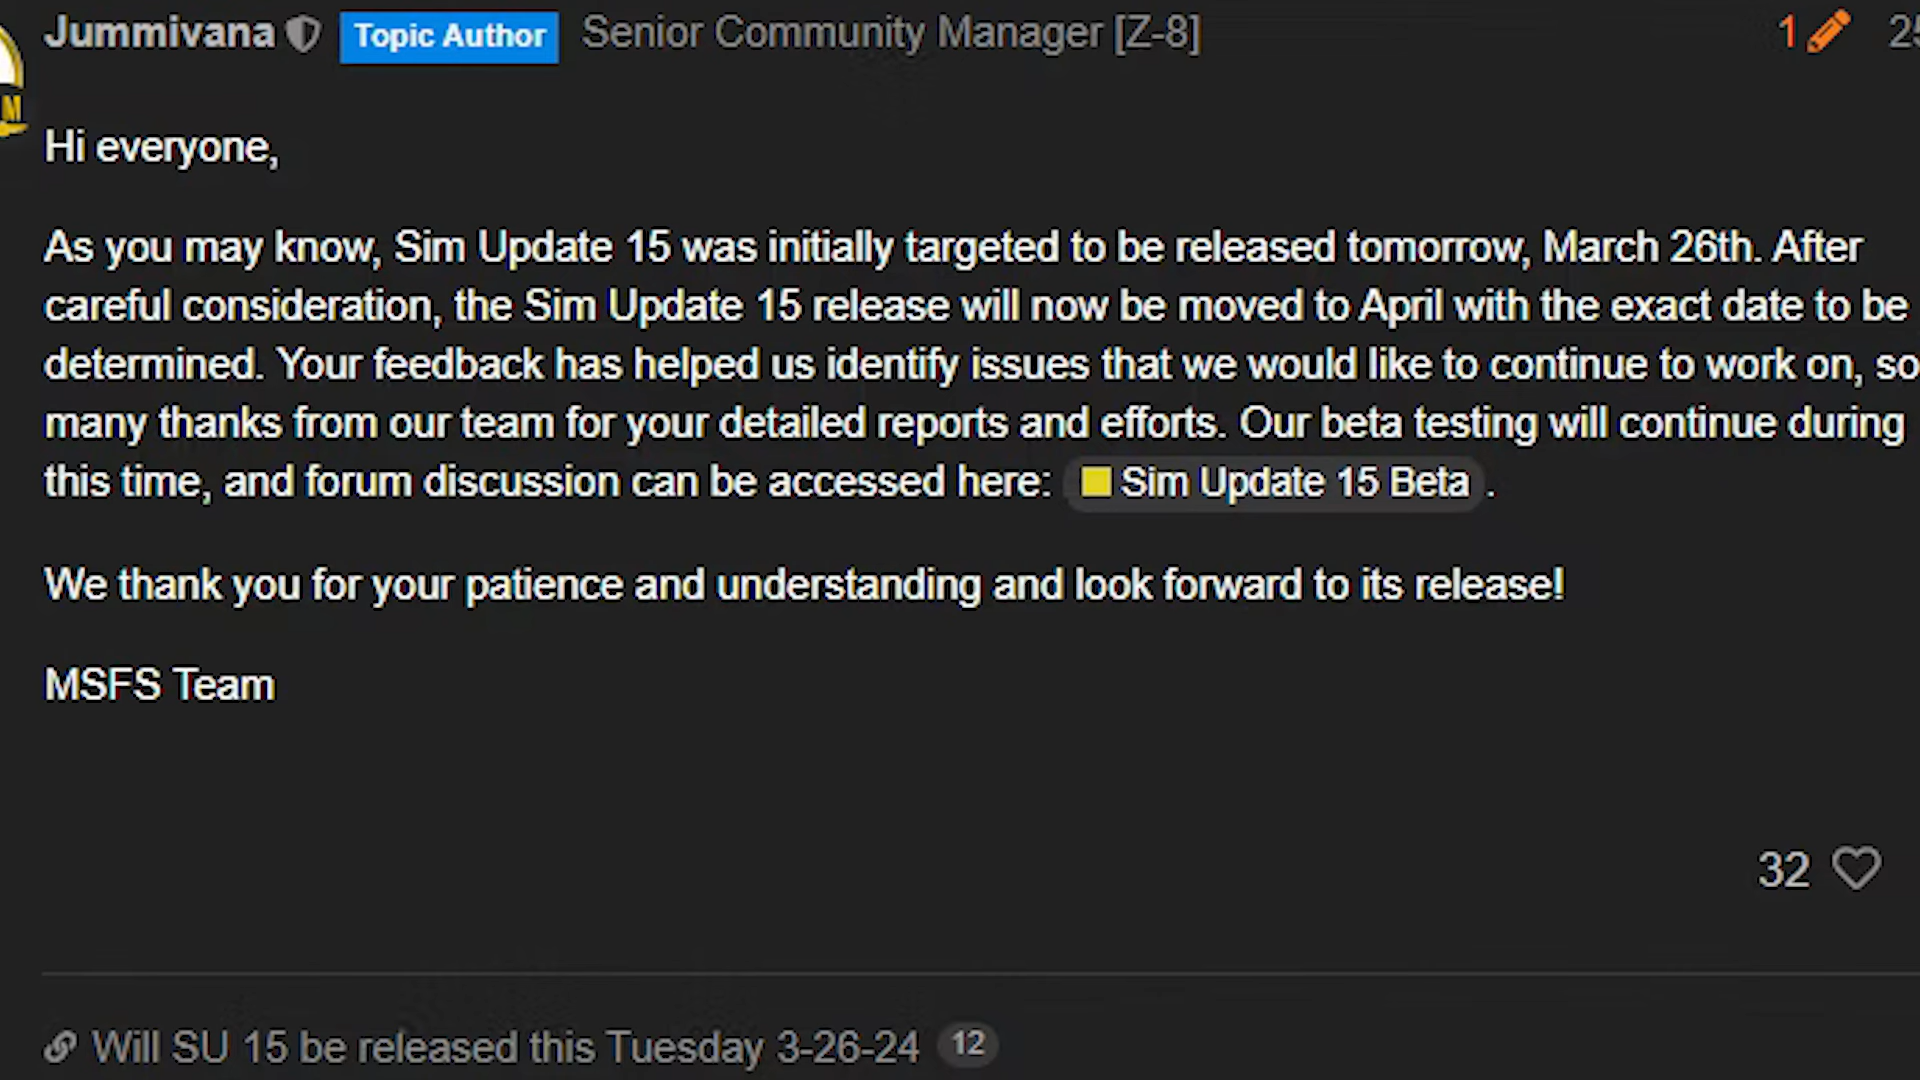 Jummivana Topic Author Senior Community Manager [Z-8] 1
Hi everyone,
As you may know, Sim Update 15 was initially targeted to be released tomorrow, March 26th. After
careful consideration, the Sim Update 15 release will now be moved to April with the exact date to be
determined. Your feedback has helped us identify issues that we would like to continue to work on, so
many thanks from our team for your detailed reports and efforts. Our beta testing will continue during
this time, and forum discussion can be accessed here: Sim Update 15 Beta .
We thank you for your patience and understanding and look forward to its release!
MSFS Team
32
Will SU 15 be released this Tuesday 3-26-24 12